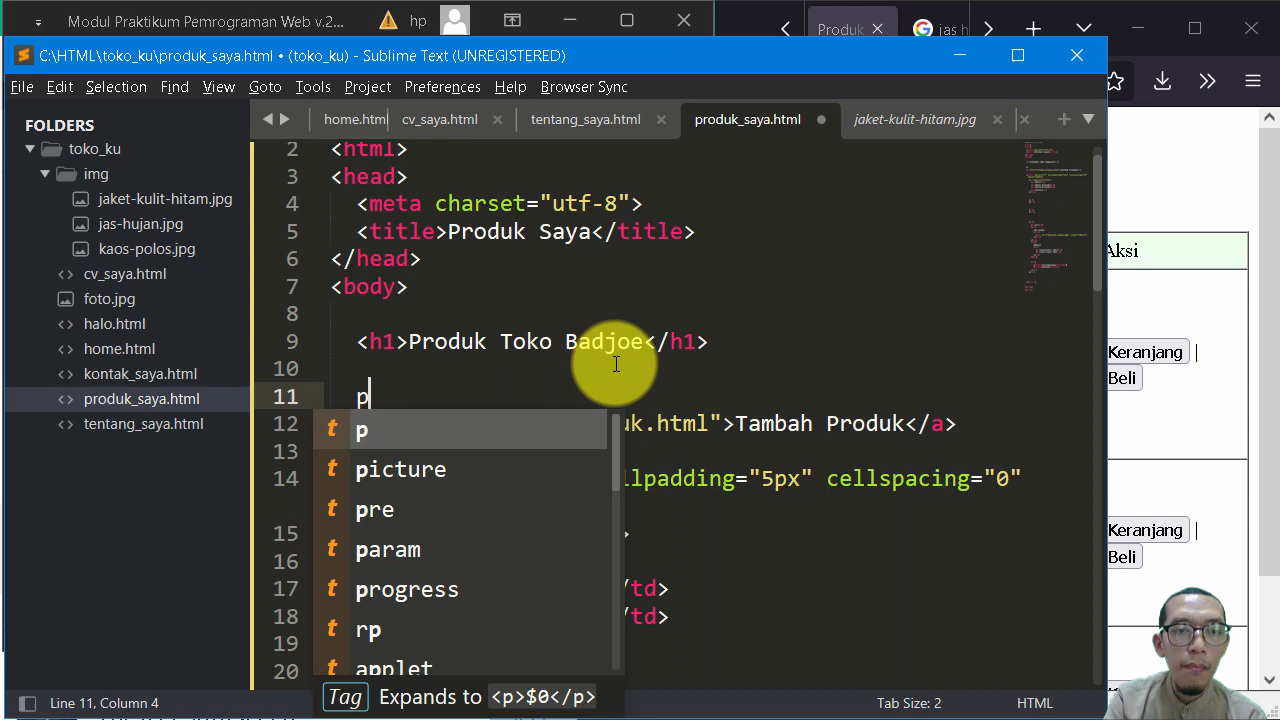 Modul Praktikum Pemrograman Web v.2...
hp
Produk
jas h
C:\HTML\toko_ku\produk_saya.html • (toko_ku) - Sublime Text (UNREGISTERED)
File Edit Selection Find View Goto Tools Project Preferences Help Browser Sync
FOLDERS
toko_ku
img
jaket-kulit-hitam.jpg
jas-hujan.jpg
kaos-polos.jpg
cv_saya.html
foto.jpg
halo.html
home.html
kontak_saya.html
produk_saya.html
tentang_saya.html
home.html cv_saya.html tentang_saya.html produk_saya.html jaket-kulit-hitam.jpg
2 <html>
3 <head>
4 <meta charset="utf-8">
5 <title>Produk Saya</title>
6 </head>
7 <body>
8
9 <h1>Produk Toko Badjoe</h1>
10
11 p
12 uk.html">Tambah Produk</a>
13
14 llpadding="5px" cellspacing="0"
15 >
16
17 /td>
18 /td>
19
20
t p
t picture
t pre
t param
t progress
t rp
t applet
Tag Expands to <p>$0</p>
Line 11, Column 4
Tab Size: 2
HTML
Aksi
Keranjang |
Beli
Keranjang |
Beli